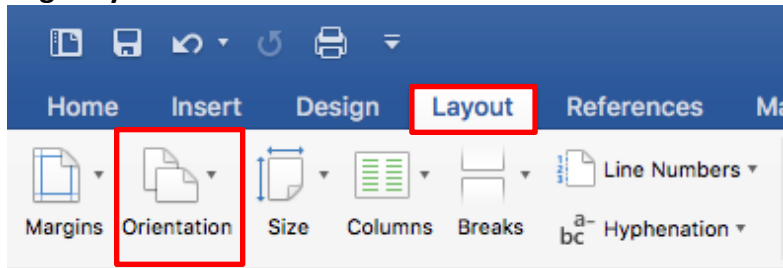 Home Insert Design Layout References
Line Numbers
Margins Orientation Size Columns Breaks
Hyphenation